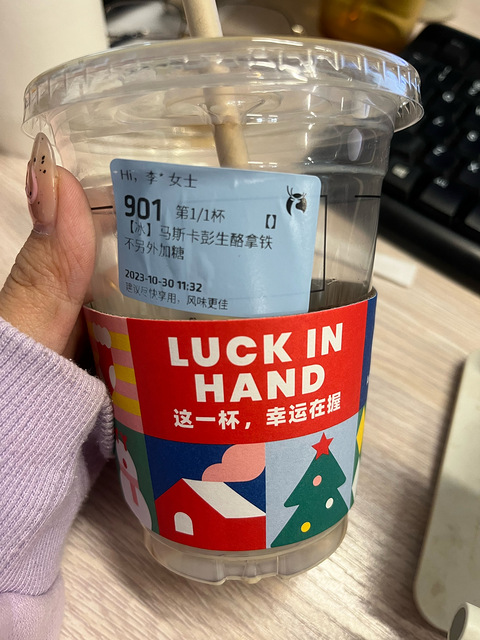 Hi, 李*女士
901 第1/1杯 【】
【冰】马斯卡彭生酪拿铁
不另外加糖
2023-10-30 11:32
建议尽快享用，风味更佳
LUCK IN
HAND
这一杯，幸运在握